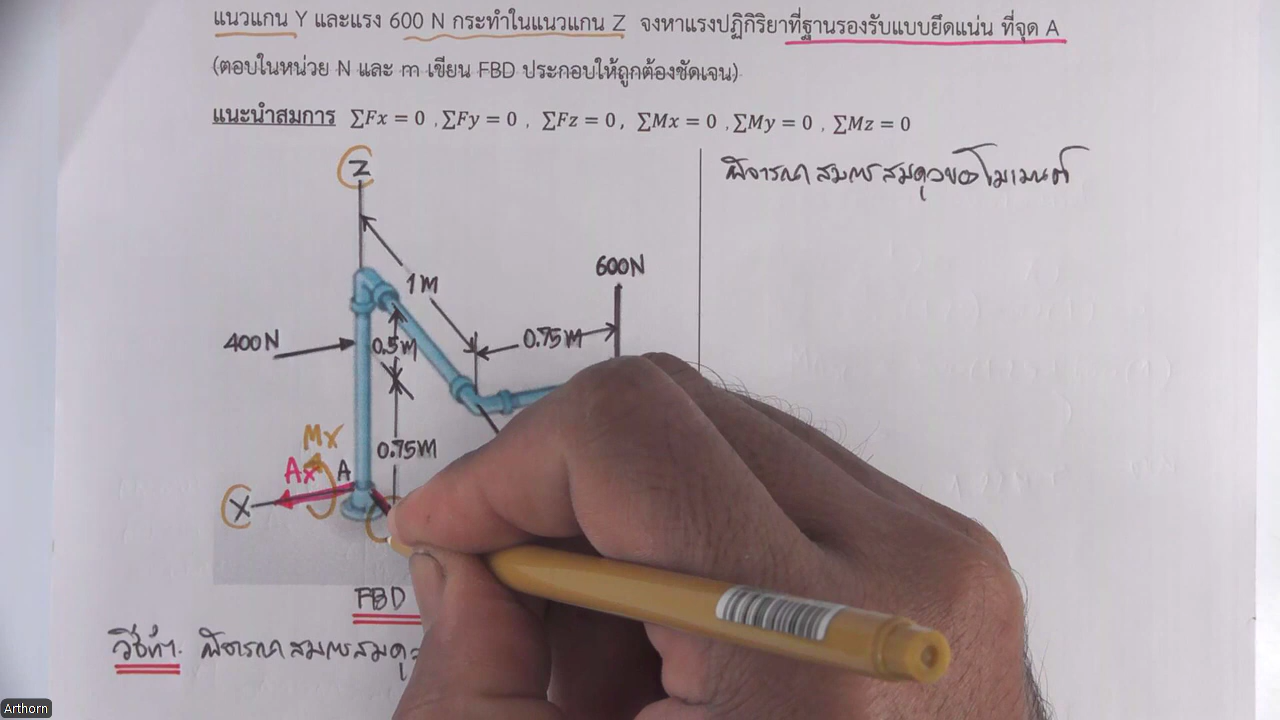 แนวแกน Y และแรง 600 N กระทำในแนวแกน Z จงหาแรงปฏิกิริยาที่ฐานรองรับแบบยึดแน่น ที่จุด A
(ตอบในหน่วย N และ m เขียน FBD ประกอบให้ถูกต้องชัดเจน)
แนะนำสมการ ∑Fx = 0 , ∑Fy = 0 , ∑Fz = 0, ∑Mx = 0 , ∑My = 0 , ∑Mz = 0
พิจารณาสมการสมดุลของโมเมนต์
Z
1m
600N
400N
0.5m
0.75m
0.75m
Mx
Ax
A
X
FBD
วิธีทำ. พิจารณาสมการสมดุ
Arthorn